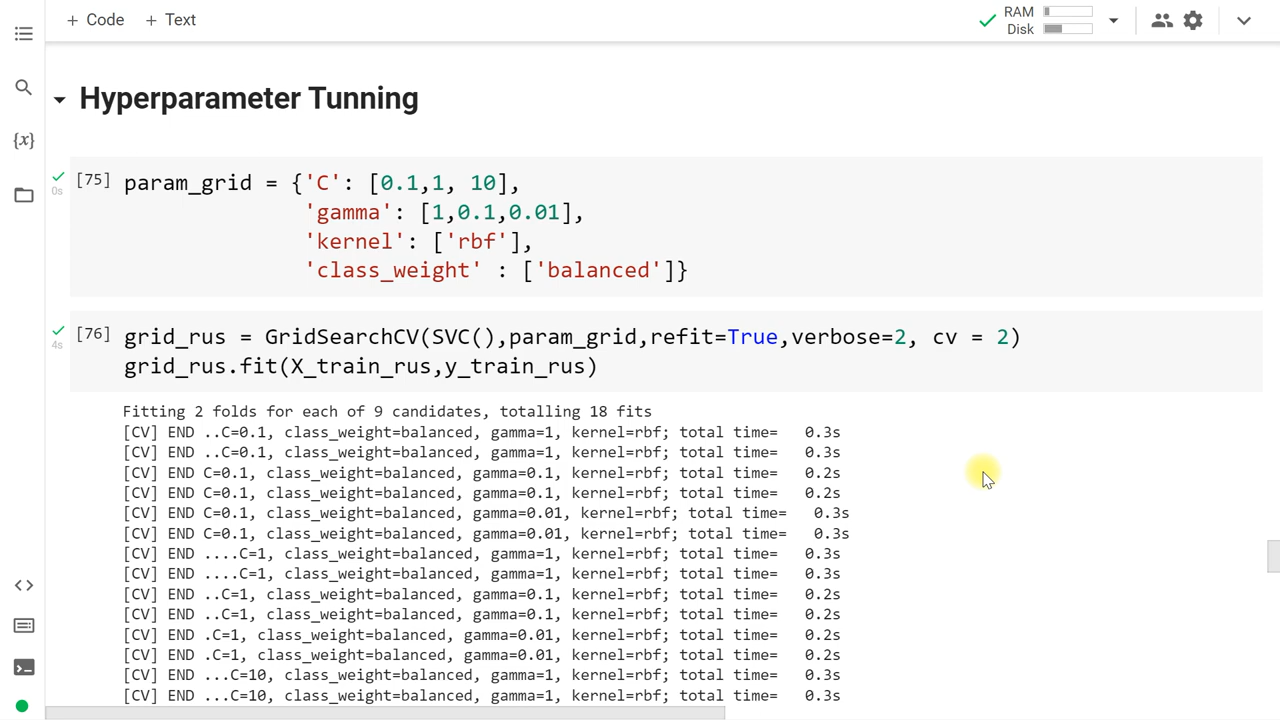 + Code + Text
RAM
Disk
Hyperparameter Tunning
{x}
0s
[75] param_grid = {'C': [0.1,1, 10],
'gamma': [1,0.1,0.01],
'kernel': ['rbf'],
'class_weight' : ['balanced']}
4s
[76] grid_rus = GridSearchCV(SVC(),param_grid,refit=True,verbose=2, cv = 2)
grid_rus.fit(X_train_rus,y_train_rus)
Fitting 2 folds for each of 9 candidates, totalling 18 fits
[CV] END ..C=0.1, class_weight=balanced, gamma=1, kernel=rbf; total time=   0.3s
[CV] END ..C=0.1, class_weight=balanced, gamma=1, kernel=rbf; total time=   0.3s
[CV] END C=0.1, class_weight=balanced, gamma=0.1, kernel=rbf; total time=   0.2s
[CV] END C=0.1, class_weight=balanced, gamma=0.1, kernel=rbf; total time=   0.2s
[CV] END C=0.1, class_weight=balanced, gamma=0.01, kernel=rbf; total time=   0.3s
[CV] END C=0.1, class_weight=balanced, gamma=0.01, kernel=rbf; total time=   0.3s
[CV] END ....C=1, class_weight=balanced, gamma=1, kernel=rbf; total time=   0.3s
[CV] END ....C=1, class_weight=balanced, gamma=1, kernel=rbf; total time=   0.3s
[CV] END ..C=1, class_weight=balanced, gamma=0.1, kernel=rbf; total time=   0.2s
[CV] END ..C=1, class_weight=balanced, gamma=0.1, kernel=rbf; total time=   0.2s
[CV] END .C=1, class_weight=balanced, gamma=0.01, kernel=rbf; total time=   0.2s
[CV] END .C=1, class_weight=balanced, gamma=0.01, kernel=rbf; total time=   0.2s
[CV] END ...C=10, class_weight=balanced, gamma=1, kernel=rbf; total time=   0.3s
[CV] END ...C=10, class_weight=balanced, gamma=1, kernel=rbf; total time=   0.3s